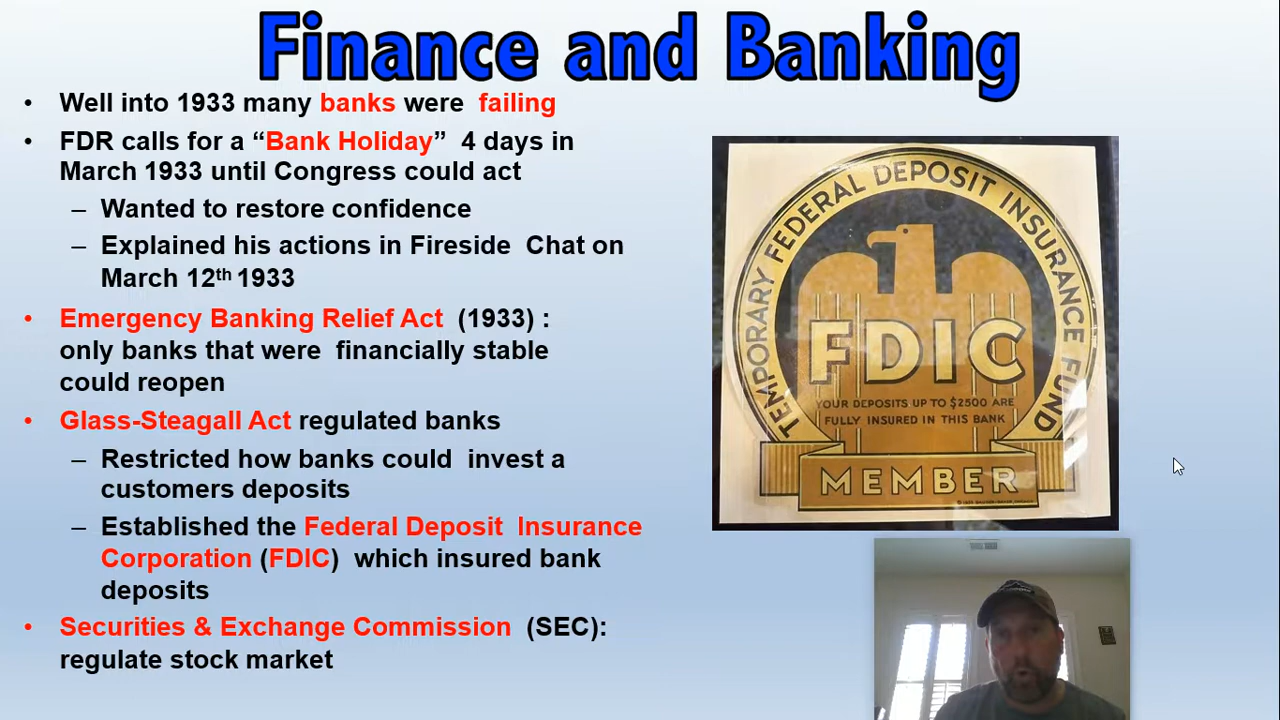 Finance and Banking
• Well into 1933 many banks were failing
• FDR calls for a “Bank Holiday” 4 days in
March 1933 until Congress could act
– Wanted to restore confidence
– Explained his actions in Fireside Chat on
March 12th 1933
• Emergency Banking Relief Act (1933) :
only banks that were financially stable
could reopen
• Glass-Steagall Act regulated banks
– Restricted how banks could invest a
customers deposits
– Established the Federal Deposit Insurance
Corporation (FDIC) which insured bank
deposits
• Securities & Exchange Commission (SEC):
regulate stock market
TEMPORARY FEDERAL DEPOSIT INSURANCE FUND
FDIC
YOUR DEPOSITS UP TO $2500 ARE
FULLY INSURED IN THIS BANK
MEMBER